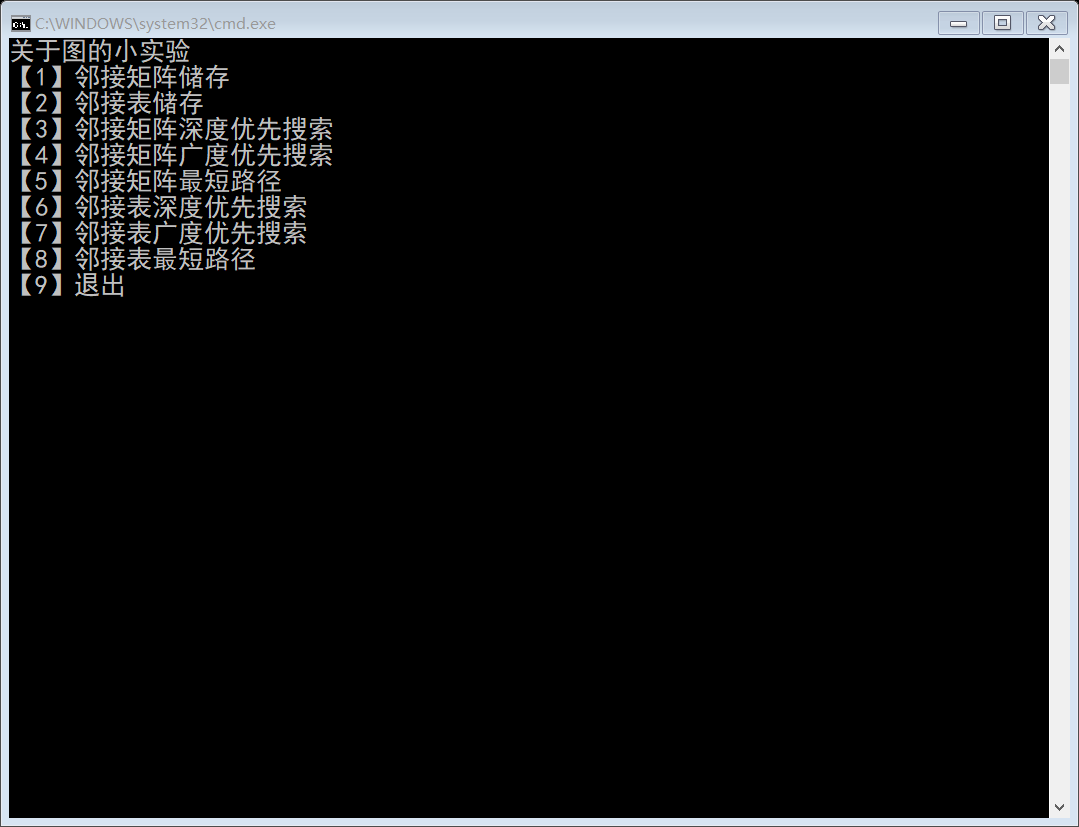 C:\WINDOWS\system32\cmd.exe
关于图的小实验
【1】邻接矩阵储存
【2】邻接表储存
【3】邻接矩阵深度优先搜索
【4】邻接矩阵广度优先搜索
【5】邻接矩阵最短路径
【6】邻接表深度优先搜索
【7】邻接表广度优先搜索
【8】邻接表最短路径
【9】退出